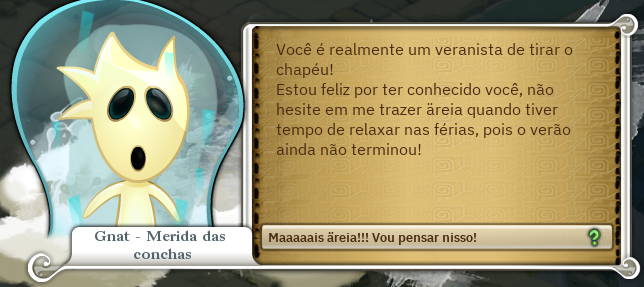 Você é realmente um veranista de tirar o
chapéu!
Estou feliz por ter conhecido você, não
hesite em me trazer äreia quando tiver
tempo de relaxar nas férias, pois o verão
ainda não terminou!
Maaaaais äreia!!! Vou pensar nisso!
?
Gnat - Merida das
conchas